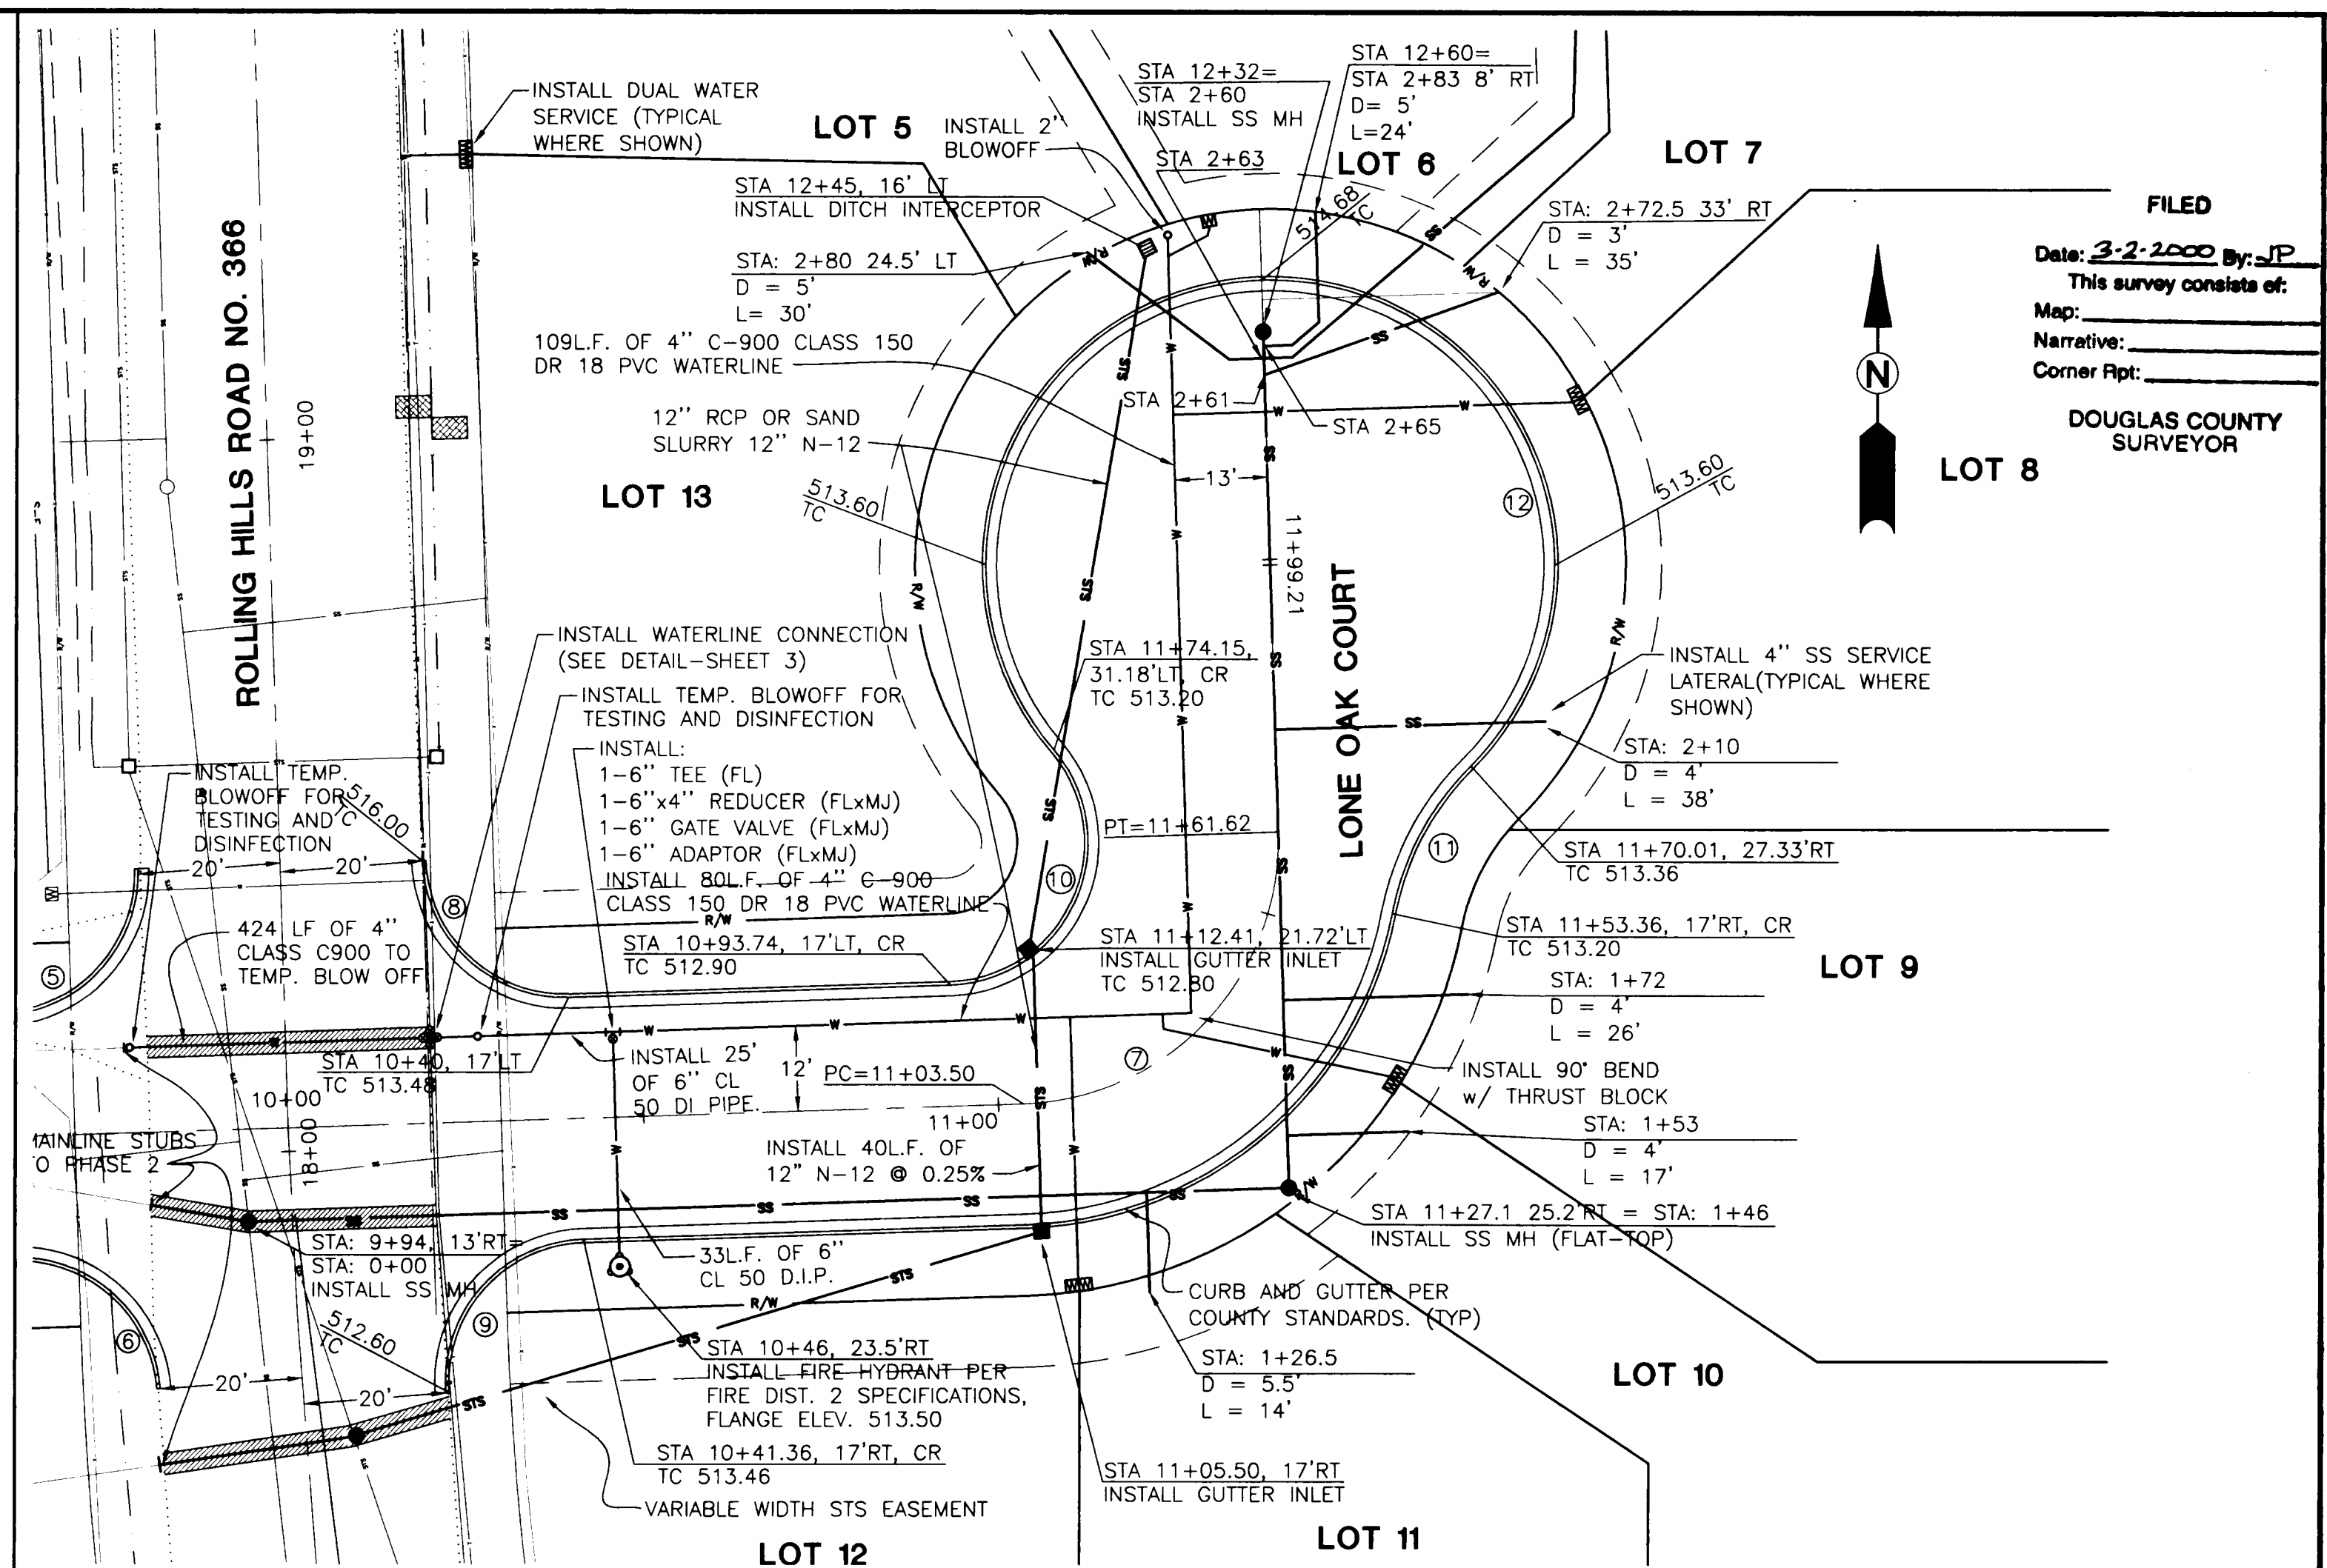 INSTALL DUAL WATER
SERVICE (TYPICAL
WHERE SHOWN)
LOT 5
INSTALL 2"
BLOWOFF
STA 12+32=
STA 2+60
INSTALL SS MH
STA 2+63
STA 12+60=
STA 2+83 8' RT
D= 5'
L=24'
LOT 6
LOT 7
STA 12+45, 16' LT
INSTALL DITCH INTERCEPTOR
514.68
TC
STA: 2+72.5 33' RT
D = 3'
L = 35'
FILED
Date: 3-2-2000 By: JP
This survey consists of:
Map:
Narrative:
Corner Rpt:
DOUGLAS COUNTY
SURVEYOR
N
STA: 2+80 24.5' LT
D = 5'
L= 30'
109L.F. OF 4" C-900 CLASS 150
DR 18 PVC WATERLINE
12" RCP OR SAND
SLURRY 12" N-12
STA 2+61
STA 2+65
ROLLING HILLS ROAD NO. 366
19+00
LOT 13
513.60
TC
13'
12
513.60
TC
LOT 8
11+99.21
LONE OAK COURT
INSTALL WATERLINE CONNECTION
(SEE DETAIL-SHEET 3)
STA 11+74.15,
31.18'LT, CR
TC 513.20
INSTALL 4" SS SERVICE
LATERAL(TYPICAL WHERE
SHOWN)
INSTALL TEMP. BLOWOFF FOR
TESTING AND DISINFECTION
STA: 2+10
D = 4'
L = 38'
INSTALL:
1-6" TEE (FL)
1-6"x4" REDUCER (FLxMJ)
1-6" GATE VALVE (FLxMJ)
1-6" ADAPTOR (FLxMJ)
INSTALL 80L.F. OF 4" C-900
CLASS 150 DR 18 PVC WATERLINE
INSTALL TEMP.
BLOWOFF FOR
TESTING AND
DISINFECTION
516.00
TC
20'
20'
PT=11+61.62
10
11
STA 11+70.01, 27.33'RT
TC 513.36
8
5
424 LF OF 4"
CLASS C900 TO
TEMP. BLOW OFF
R/W
STA 10+93.74, 17'LT, CR
TC 512.90
STA 11+12.41, 21.72'LT
INSTALL GUTTER INLET
TC 512.80
STA 11+53.36, 17'RT, CR
TC 513.20
LOT 9
STA: 1+72
D = 4'
L = 26'
STA 10+40, 17'LT
TC 513.48
INSTALL 25'
OF 6" CL
50 DI PIPE.
12'
PC=11+03.50
7
INSTALL 90° BEND
w/ THRUST BLOCK
10+00
18+00
11+00
MAINLINE STUBS
TO PHASE 2
INSTALL 40L.F. OF
12" N-12 @ 0.25%
STA: 1+53
D = 4'
L = 17'
STA 11+27.1 25.2'RT = STA: 1+46
INSTALL SS MH (FLAT-TOP)
STA: 9+94, 13'RT=
STA: 0+00
INSTALL SS MH
33L.F. OF 6"
CL 50 D.I.P.
CURB AND GUTTER PER
COUNTY STANDARDS. (TYP)
R/W
6
512.60
TC
9
20'
20'
STA 10+46, 23.5'RT
INSTALL FIRE HYDRANT PER
FIRE DIST. 2 SPECIFICATIONS,
FLANGE ELEV. 513.50
STA: 1+26.5
D = 5.5'
L = 14'
LOT 10
STA 10+41.36, 17'RT, CR
TC 513.46
STA 11+05.50, 17'RT
INSTALL GUTTER INLET
VARIABLE WIDTH STS EASEMENT
LOT 12
LOT 11